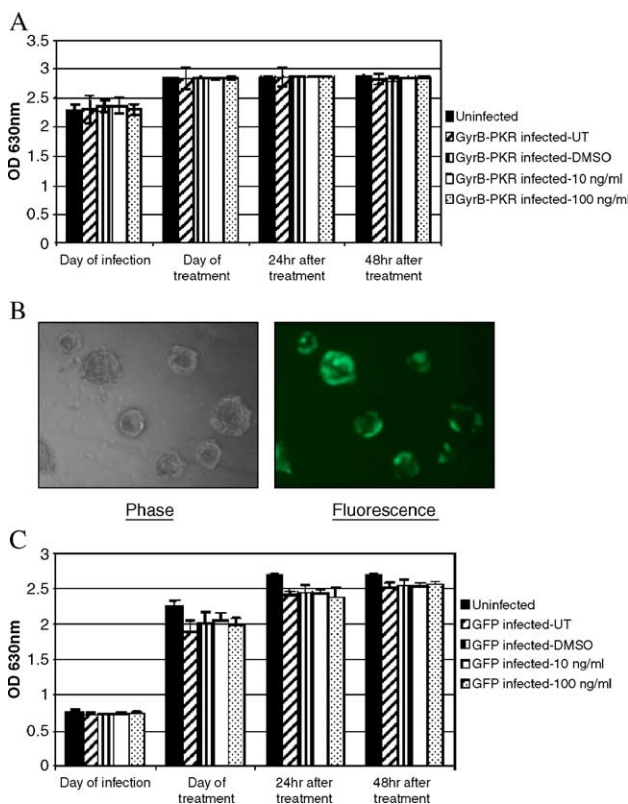 A
3.5
3
2.5
2
1.5
1
0.5
0
OD 630nm
Day of infection
Day of
treatment
24hr after
treatment
48hr after
treatment
Uninfected
GyrB-PKR infected-UT
GyrB-PKR infected-DMSO
GyrB-PKR infected-10 ng/ml
GyrB-PKR infected-100 ng/ml
B
Phase
Fluorescence
C
3
2.5
2
1.5
1
0.5
0
OD 630nm
Day of infection
Day of
treatment
24hr after
treatment
48hr after
treatment
Uninfected
GFP infected-UT
GFP infected-DMSO
GFP infected-10 ng/ml
GFP infected-100 ng/ml